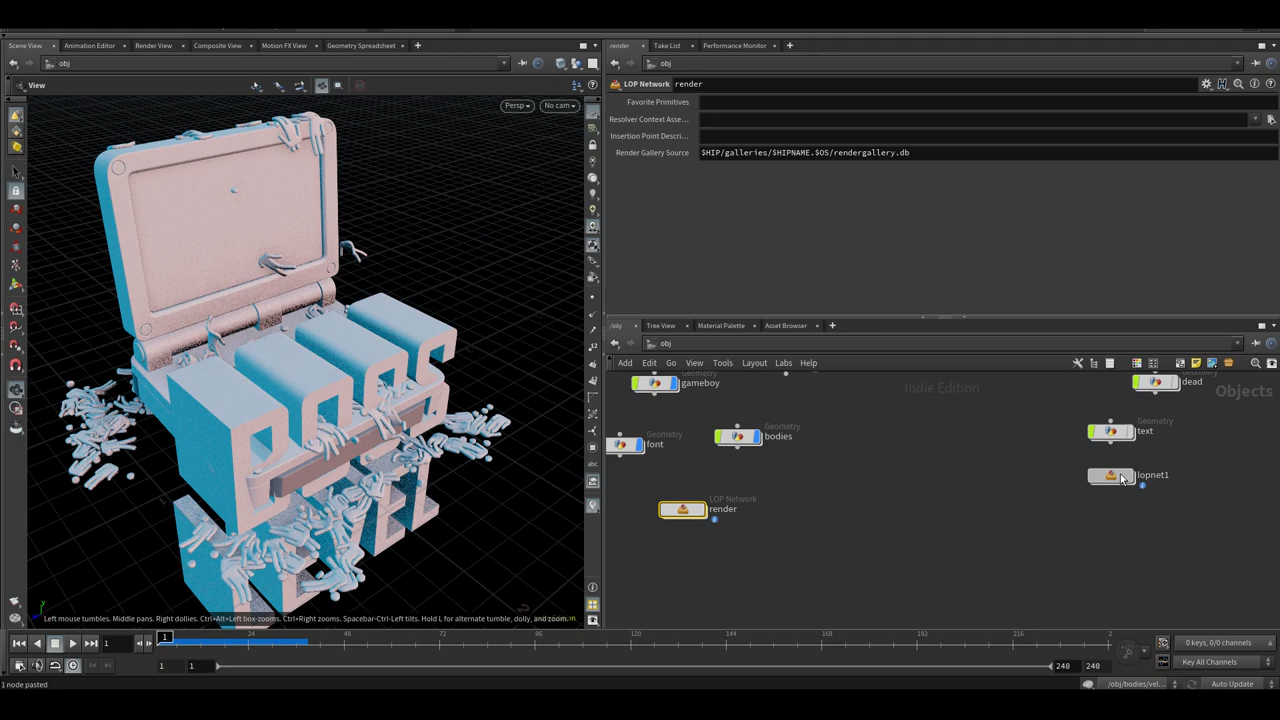 Scene View
Animation Editor
Render View
Composite View
Motion FX View
Geometry Spreadsheet
obj
View
Persp
No cam
Left mouse tumbles. Middle pans. Right dollies. Ctrl+Alt+Left box-zooms. Ctrl+Right zooms. Spacebar-Ctrl-Left tilts. Hold L for alternate tumble, dolly, and zoom.
render
Take List
Performance Monitor
obj
LOP Network render
Favorite Primitives
Resolver Context Asse...
Insertion Point Descri...
Render Gallery Source $HIP/galleries/$HIPNAME.$OS/rendergallery.db
/obj
Tree View
Material Palette
Asset Browser
obj
Add Edit Go View Tools Layout Labs Help
Indie Edition
Objects
Geometry
gameboy
Geometry
dead
Geometry
text
Geometry
font
Geometry
bodies
lopnet1
LOP Network
render
abc
y
1
1
24 48 72 96 120 144 168 192 216 2
1 1 240 240
0 keys, 0/0 channels
Key All Channels
1 node pasted
/obj/bodies/vel...
Auto Update